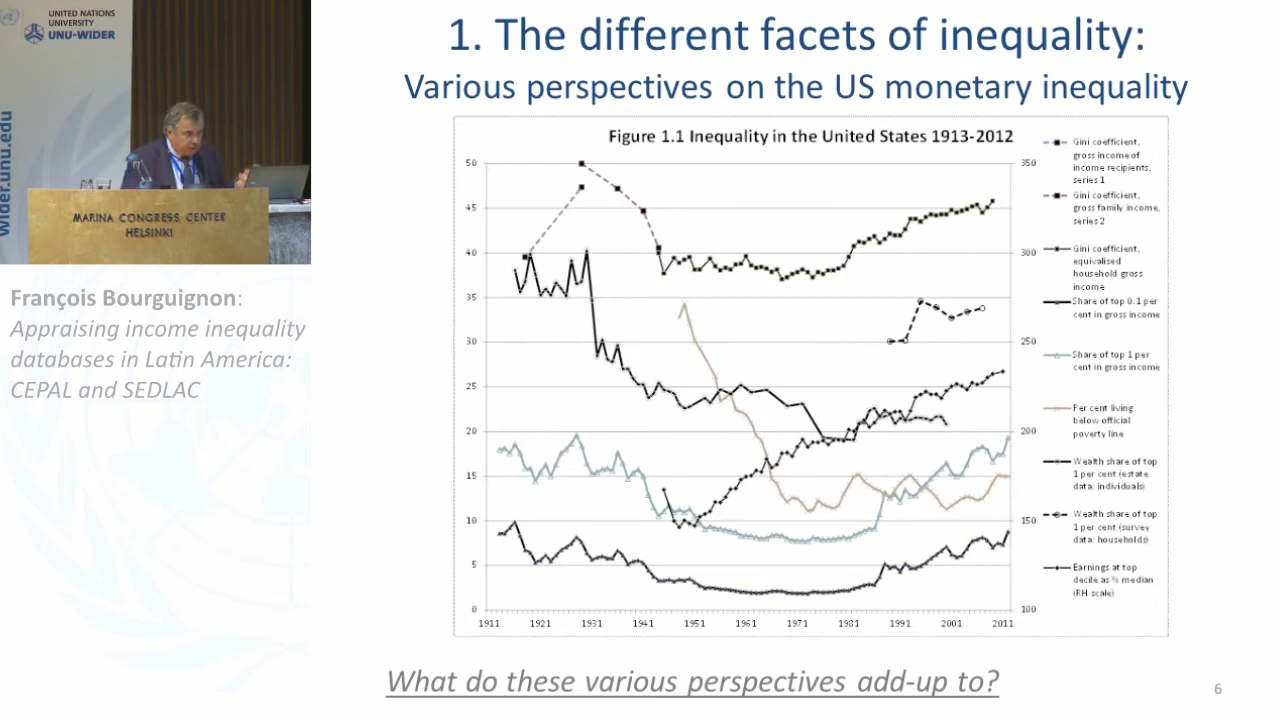 UNITED NATIONS
UNIVERSITY
UNU-WIDER
wider.unu.edu
MARINA CONGRESS CENTER
HELSINKI
François Bourguignon:
Appraising income inequality
databases in Latin America:
CEPAL and SEDLAC
1. The different facets of inequality:
Various perspectives on the US monetary inequality
Figure 1.1 Inequality in the United States 1913-2012
50
45
40
35
30
25
20
15
10
5
0
350
300
250
200
150
100
1911
1921
1931
1941
1951
1961
1971
1981
1991
2001
2011
Gini coefficient,
gross income of
income recipients,
series 1
Gini coefficient,
gross family income,
series 2
Gini coefficient,
equivalised
household gross
income
Share of top 0.1 per
cent in gross income
Share of top 1 per
cent in gross income
Per cent living
below official
poverty line
Wealth share of top
1 per cent (estate
data: individuals)
Wealth share of top
1 per cent (survey
data: households)
Earnings at top
decile as % median
(RH scale)
What do these various perspectives add-up to?
6